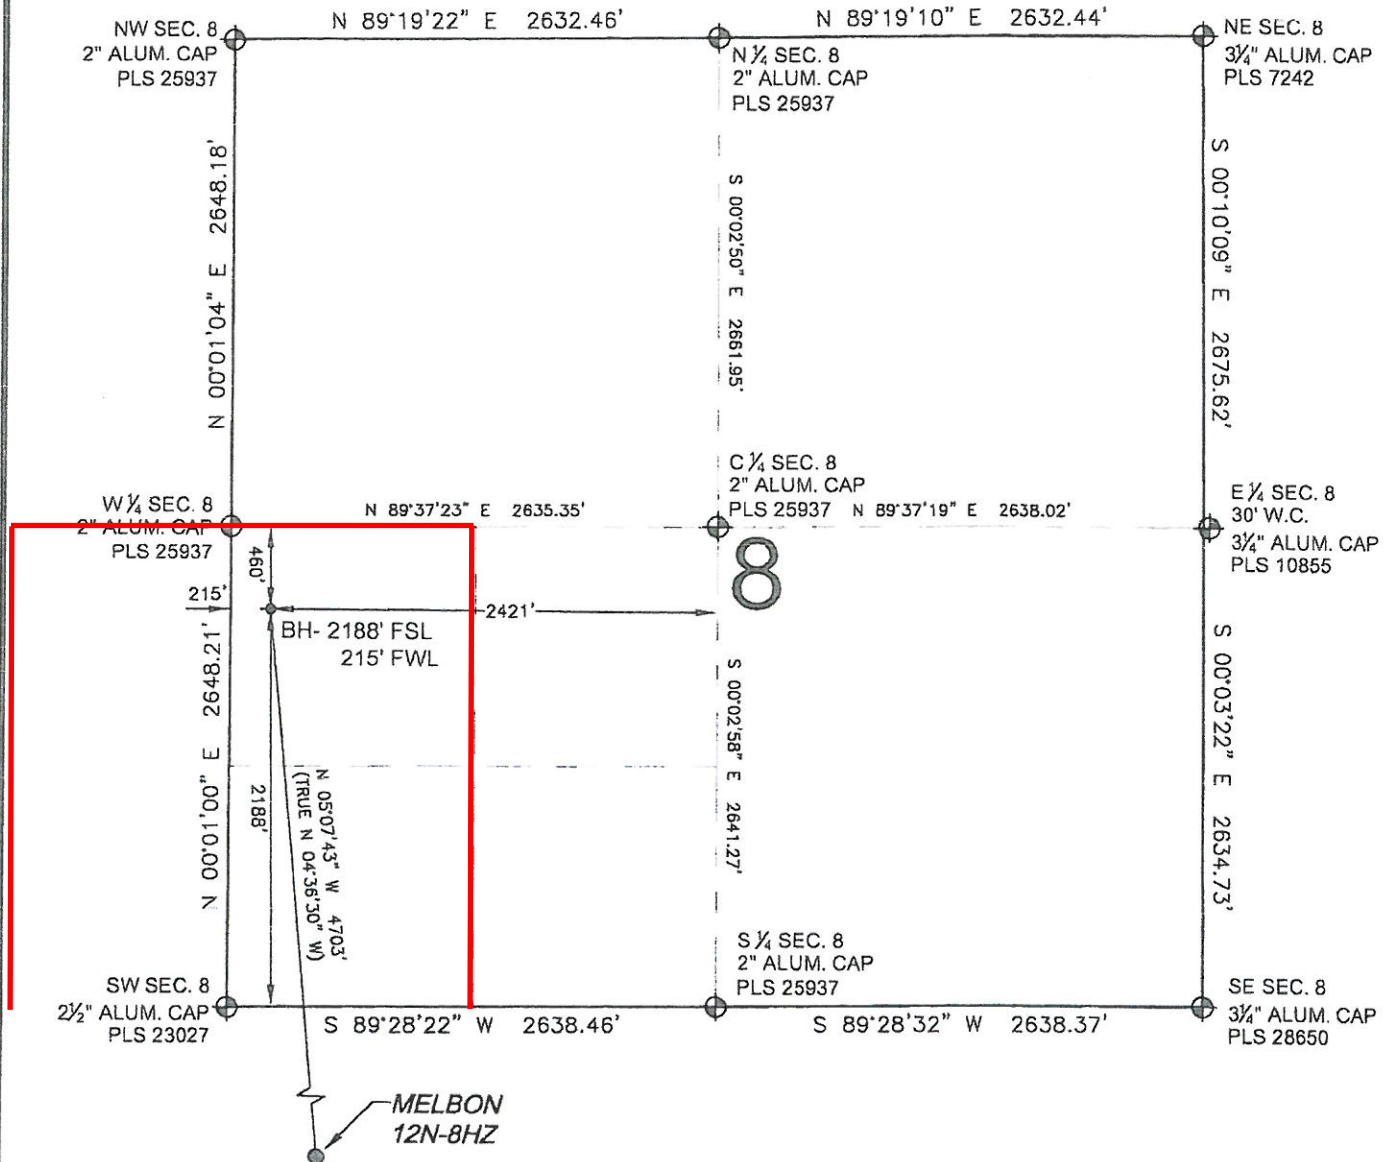 NW SEC. 8
2" ALUM. CAP
PLS 25937
N 89°19'22" E 2632.46'
N 89°19'10" E 2632.44'
NE SEC. 8
3¼" ALUM. CAP
PLS 7242
N ¼ SEC. 8
2" ALUM. CAP
PLS 25937
N 00°01'04" E 2648.18'
S 00°02'50" E 2661.95'
S 00°10'09" E 2675.62'
W ¼ SEC. 8
2" ALUM. CAP
PLS 25937
N 89°37'23" E 2635.35'
C ¼ SEC. 8
2" ALUM. CAP
PLS 25937
N 89°37'19" E 2638.02'
E ¼ SEC. 8
30' W.C.
3¼" ALUM. CAP
PLS 10855
8
460'
215'
2421'
BH- 2188' FSL
215' FWL
N 00°01'00" E 2648.21'
2188'
N 05°07'43" W 4703'
(TRUE N 04°36'30" W)
S 00°02'58" E 2641.27'
S 00°03'22" E 2634.73'
SW SEC. 8
2½" ALUM. CAP
PLS 23027
S 89°28'22" W 2638.46'
S ¼ SEC. 8
2" ALUM. CAP
PLS 25937
S 89°28'32" W 2638.37'
SE SEC. 8
3¼" ALUM. CAP
PLS 28650
MELBON
12N-8HZ